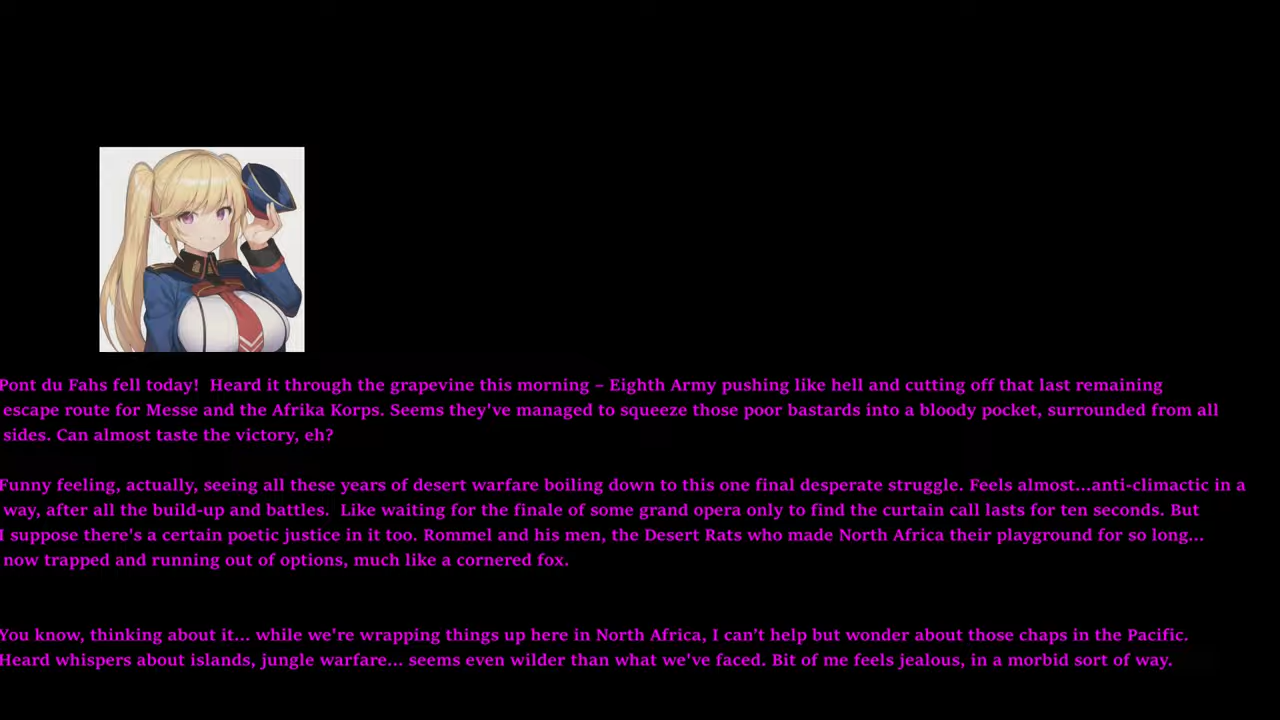 Pont du Fahs fell today!  Heard it through the grapevine this morning – Eighth Army pushing like hell and cutting off that last remaining
escape route for Messe and the Afrika Korps. Seems they've managed to squeeze those poor bastards into a bloody pocket, surrounded from all
sides. Can almost taste the victory, eh?
Funny feeling, actually, seeing all these years of desert warfare boiling down to this one final desperate struggle. Feels almost...anti-climactic in a
way, after all the build-up and battles.  Like waiting for the finale of some grand opera only to find the curtain call lasts for ten seconds. But
I suppose there's a certain poetic justice in it too. Rommel and his men, the Desert Rats who made North Africa their playground for so long...
now trapped and running out of options, much like a cornered fox.
You know, thinking about it... while we're wrapping things up here in North Africa, I can't help but wonder about those chaps in the Pacific.
Heard whispers about islands, jungle warfare... seems even wilder than what we've faced. Bit of me feels jealous, in a morbid sort of way.